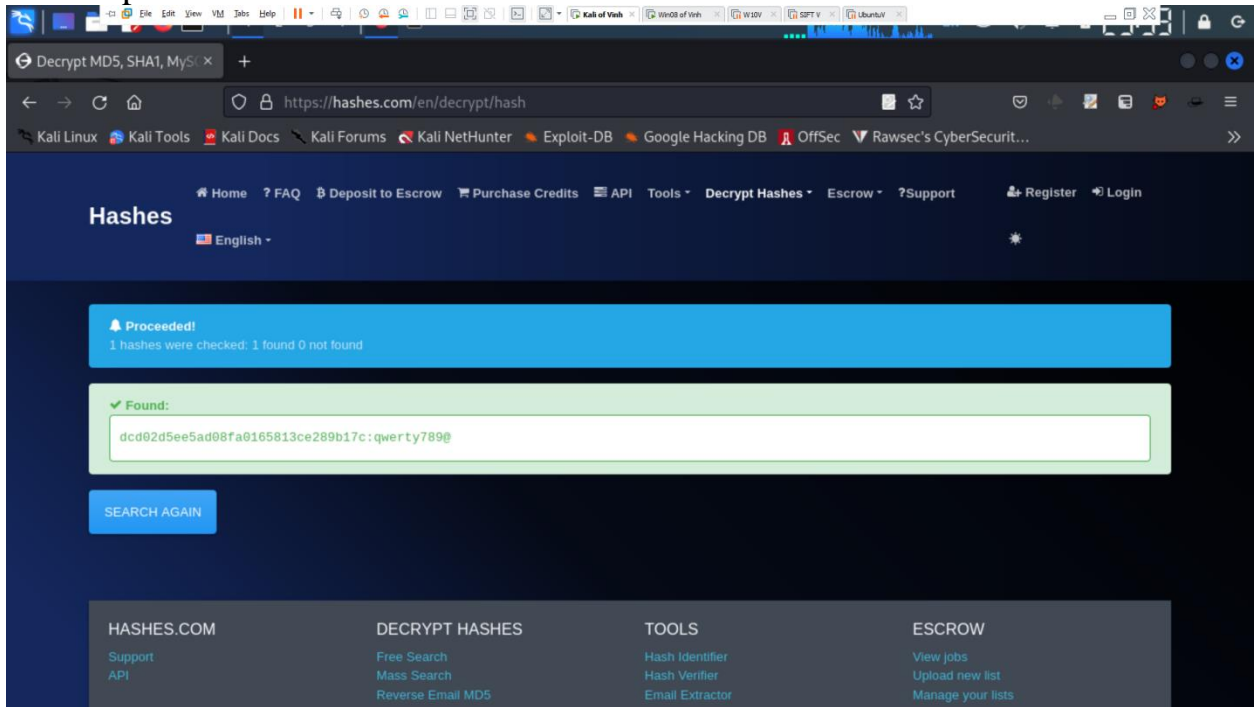 File Edit View VM Tabs Help
Kali of Vinh
Win08 of Vinh
W10V
SIFT V
UbuntuV
Decrypt MD5, SHA1, MyS
https://hashes.com/en/decrypt/hash
Kali Linux Kali Tools Kali Docs Kali Forums Kali NetHunter Exploit-DB Google Hacking DB OffSec Rawsec's CyberSecurit...
Home ? FAQ Deposit to Escrow Purchase Credits API Tools Decrypt Hashes Escrow ?Support Register Login
Hashes
English
Proceeded!
1 hashes were checked: 1 found 0 not found
Found:
dcd02d5ee5ad08fa0165813ce289b17c:qwerty789@
SEARCH AGAIN
HASHES.COM DECRYPT HASHES TOOLS ESCROW
Support Free Search Hash Identifier View jobs
API Mass Search Hash Verifier Upload new list
Reverse Email MD5 Email Extractor Manage your lists